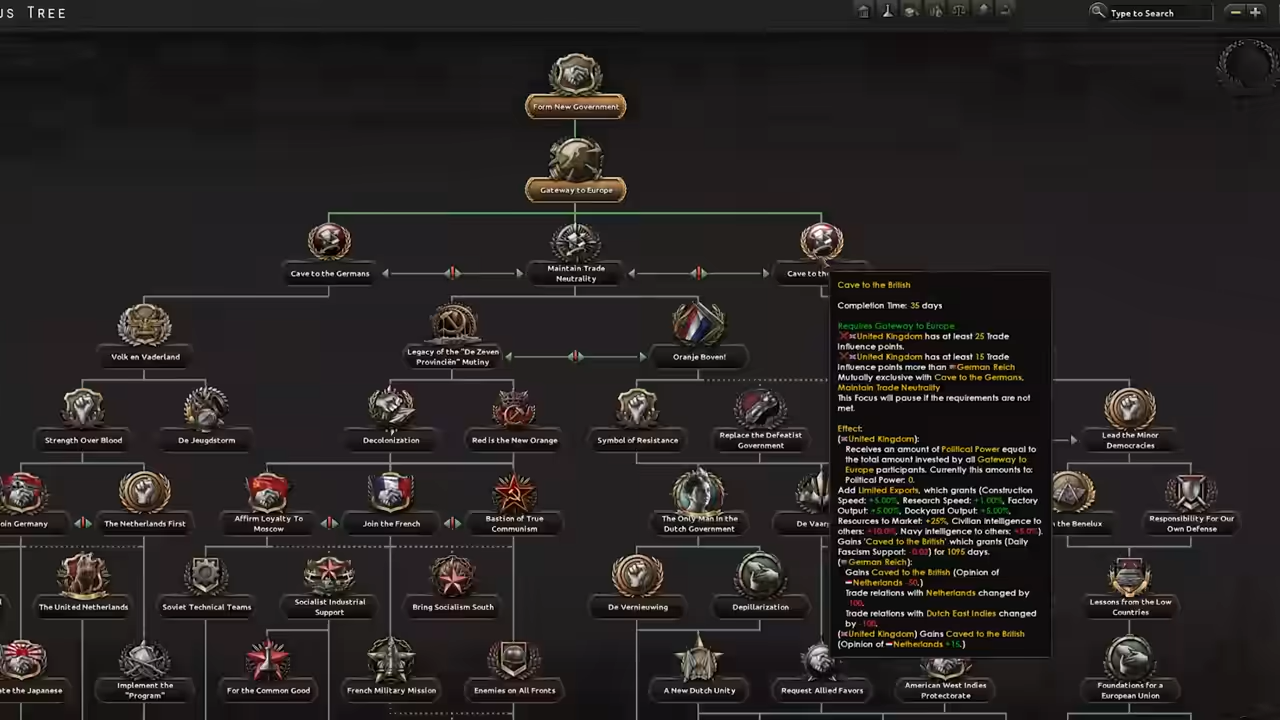 us Tree
Type to Search
Form New Government
Gateway to Europe
Cave to the Germans
Maintain Trade
Neutrality
Cave to the
Volk en Vaderland
Legacy of the "De Zeven
Provinciën" Mutiny
Oranje Boven!
Strength Over Blood
De Jeugdstorm
Decolonization
Red is the New Orange
Symbol of Resistance
Replace the Defeatist
Government
Lead the Minor
Democracies
oin Germany
The Netherlands First
Affirm Loyalty To
Moscow
Join the French
Bastion of True
Communism
The Only Man in the
Dutch Government
De Vaar
the Benelux
Responsibility For Our
Own Defense
The United Netherlands
Soviet Technical Teams
Socialist Industrial
Support
Bring Socialism South
De Vernieuwing
Depillarization
Lessons from the Low
Countries
ate the Japanese
Implement the
"Program"
For the Common Good
French Military Mission
Enemies on All Fronts
A New Dutch Unity
Request Allied Favors
American West Indies
Protectorate
Foundations for a
European Union
Cave to the British
Completion Time: 35 days
Requires Gateway to Europe
United Kingdom has at least 25 Trade
Influence points.
United Kingdom has at least 15 Trade
Influence points more than German Reich
Mutually exclusive with Cave to the Germans,
Maintain Trade Neutrality
This Focus will pause if the requirements are not
met.
Effect:
(United Kingdom):
Receives an amount of Political Power equal to
the total amount invested by all Gateway to
Europe participants. Currently this amounts to:
Political Power: 0.
Add Limited Exports, which grants (Construction
Speed: +5.00%, Research Speed: +1.00%, Factory
Output: +5.00%, Dockyard Output: +5.00%,
Resources to Market: +25%, Civilian intelligence to
others: +10.0%, Navy intelligence to others: +5.0%).
Gains 'Caved to the British' which grants (Daily
Fascism Support: -0.02) for 1095 days.
(German Reich):
Gains Caved to the British (Opinion of
Netherlands -50.)
Trade relations with Netherlands changed by
-100.
Trade relations with Dutch East Indies changed
by -100.
(United Kingdom) Gains Caved to the British
(Opinion of Netherlands +15.)